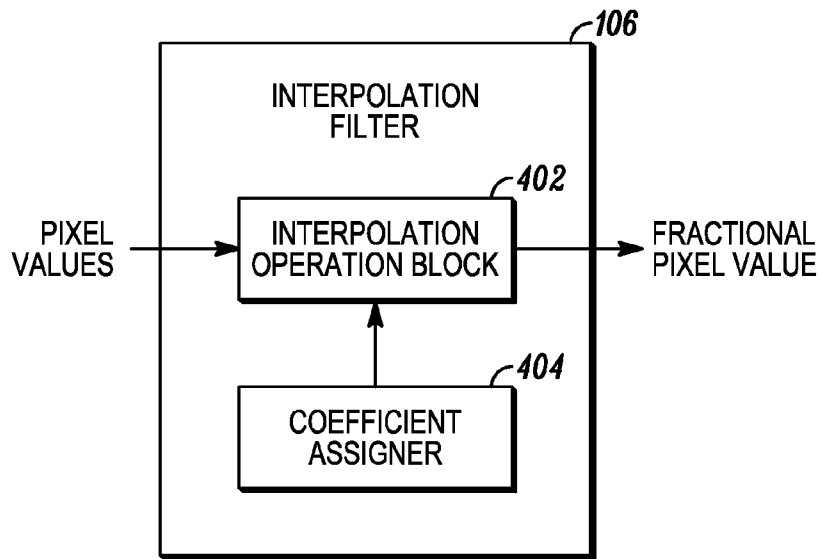 106
INTERPOLATION
FILTER
402
PIXEL
VALUES
INTERPOLATION
OPERATION BLOCK
FRACTIONAL
PIXEL VALUE
404
COEFFICIENT
ASSIGNER